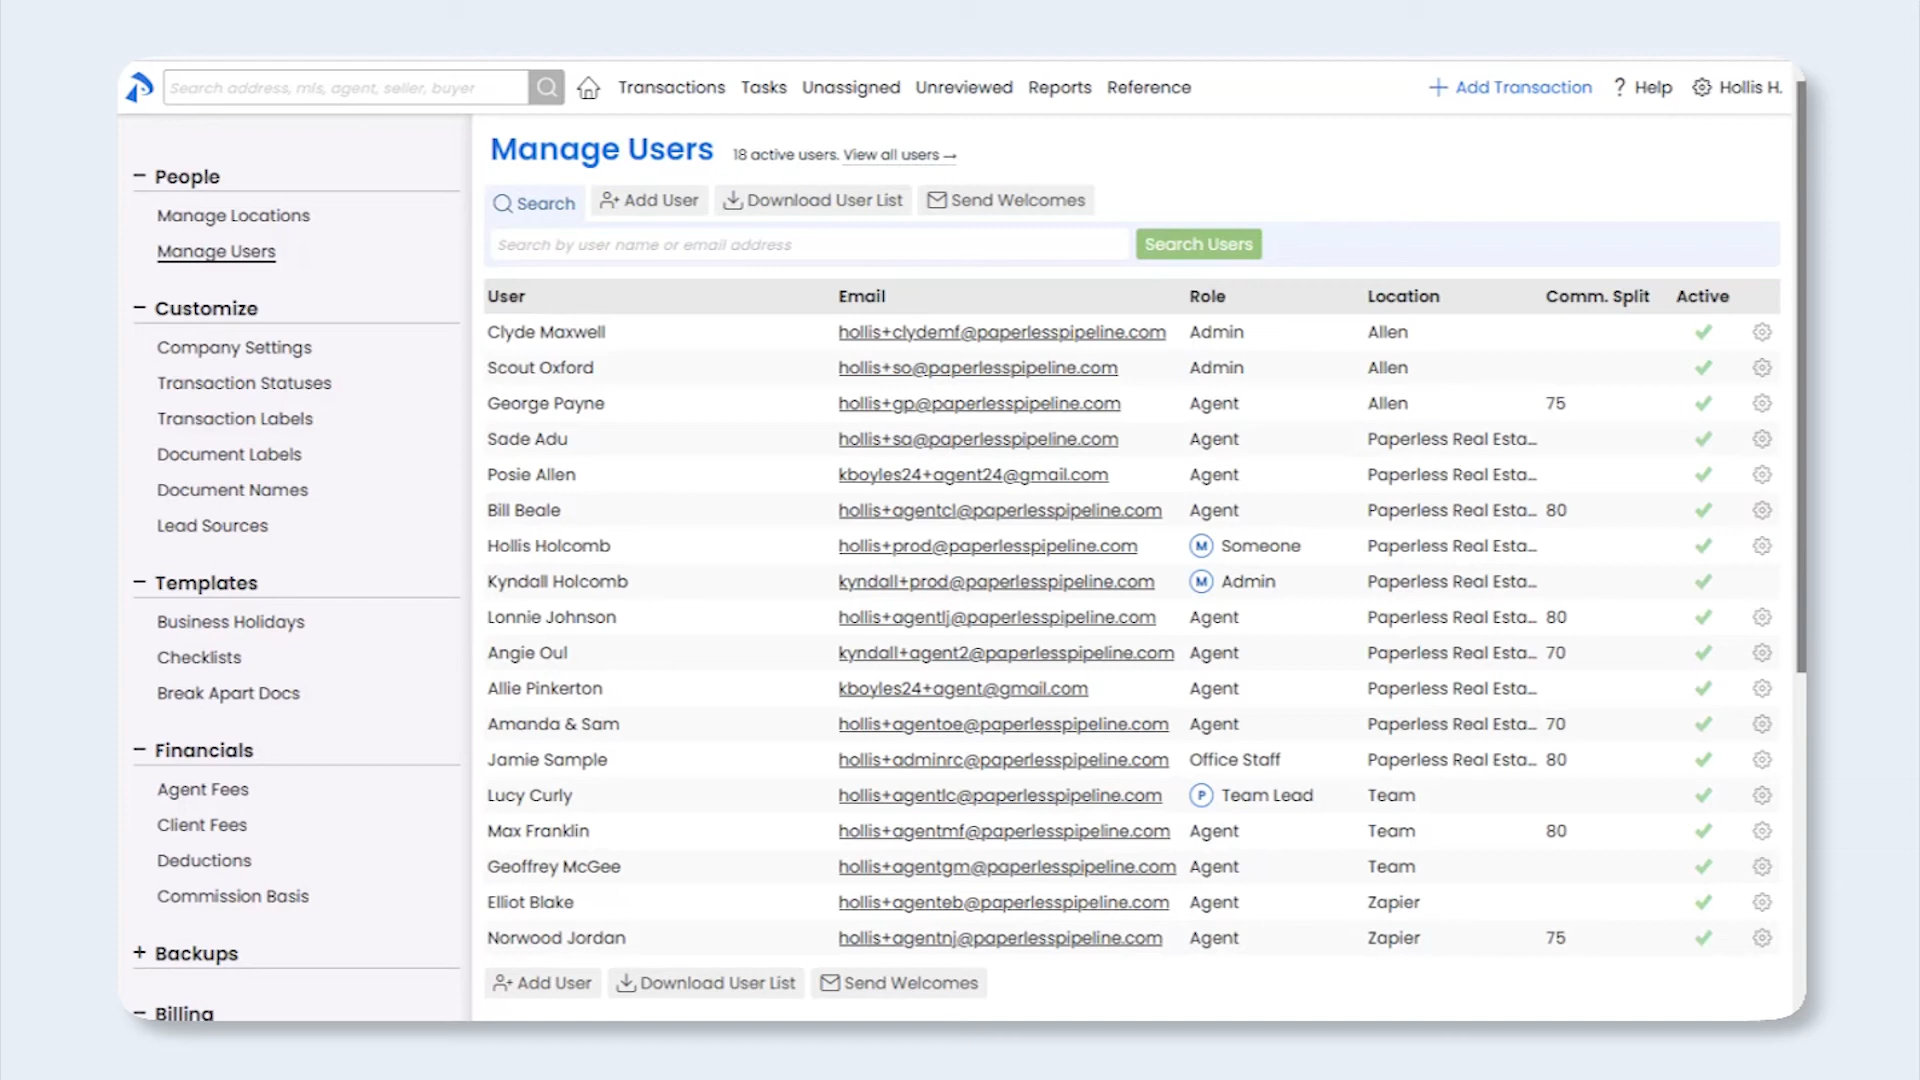 Search address, mls, agent, seller, buyer Transactions Tasks Unassigned Unreviewed Reports Reference + Add Transaction ? Help Hollis H.
− People
Manage Locations
Manage Users
− Customize
Company Settings
Transaction Statuses
Transaction Labels
Document Labels
Document Names
Lead Sources
− Templates
Business Holidays
Checklists
Break Apart Docs
− Financials
Agent Fees
Client Fees
Deductions
Commission Basis
+ Backups
− Billing
Manage Users 18 active users. View all users →
Search Add User Download User List Send Welcomes
Search by user name or email address Search Users
User Email Role Location Comm. Split Active
Clyde Maxwell hollis+clydemf@paperlesspipeline.com Admin Allen
Scout Oxford hollis+so@paperlesspipeline.com Admin Allen
George Payne hollis+gp@paperlesspipeline.com Agent Allen 75
Sade Adu hollis+sa@paperlesspipeline.com Agent Paperless Real Esta...
Posie Allen kboyles24+agent24@gmail.com Agent Paperless Real Esta...
Bill Beale hollis+agentcl@paperlesspipeline.com Agent Paperless Real Esta... 80
Hollis Holcomb hollis+prod@paperlesspipeline.com M Someone Paperless Real Esta...
Kyndall Holcomb kyndall+prod@paperlesspipeline.com M Admin Paperless Real Esta...
Lonnie Johnson hollis+agentlj@paperlesspipeline.com Agent Paperless Real Esta... 80
Angie Oul kyndall+agent2@paperlesspipeline.com Agent Paperless Real Esta... 70
Allie Pinkerton kboyles24+agent@gmail.com Agent Paperless Real Esta...
Amanda & Sam hollis+agentoe@paperlesspipeline.com Agent Paperless Real Esta... 70
Jamie Sample hollis+adminrc@paperlesspipeline.com Office Staff Paperless Real Esta... 80
Lucy Curly hollis+agentlc@paperlesspipeline.com P Team Lead Team
Max Franklin hollis+agentmf@paperlesspipeline.com Agent Team 80
Geoffrey McGee hollis+agentgm@paperlesspipeline.com Agent Team
Elliot Blake hollis+agenteb@paperlesspipeline.com Agent Zapier
Norwood Jordan hollis+agentnj@paperlesspipeline.com Agent Zapier 75
Add User Download User List Send Welcomes